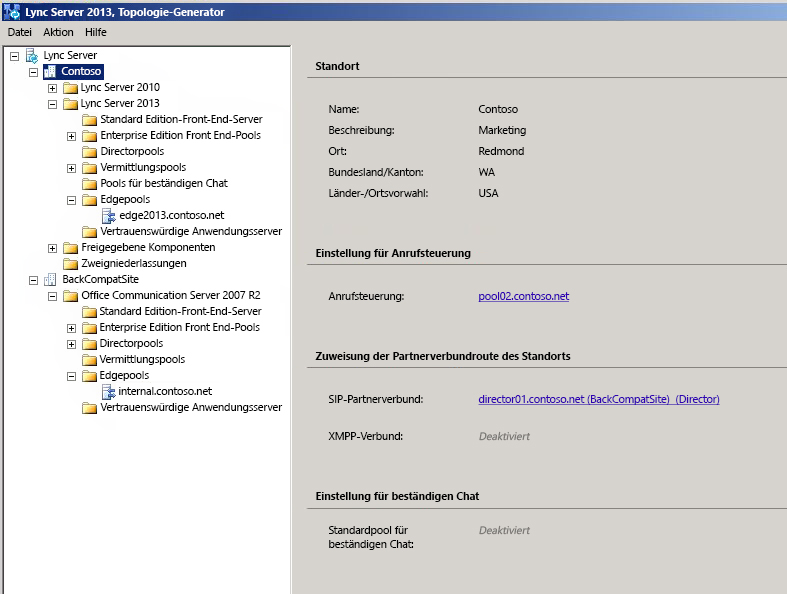 Lync Server 2013, Topologie-Generator
Datei Aktion Hilfe
Lync Server
Contoso
Lync Server 2010
Lync Server 2013
Standard Edition-Front-End-Server
Enterprise Edition Front End-Pools
Directorpools
Vermittlungspools
Pools für beständigen Chat
Edgepools
edge2013.contoso.net
Vertrauenswürdige Anwendungsserver
Freigegebene Komponenten
Zweigniederlassungen
BackCompatSite
Office Communication Server 2007 R2
Standard Edition-Front-End-Server
Enterprise Edition Front End-Pools
Directorpools
Vermittlungspools
Edgepools
internal.contoso.net
Vertrauenswürdige Anwendungsserver
Standort
Name: Contoso
Beschreibung: Marketing
Ort: Redmond
Bundesland/Kanton: WA
Länder-/Ortsvorwahl: USA
Einstellung für Anrufsteuerung
Anrufsteuerung: pool02.contoso.net
Zuweisung der Partnerverbundroute des Standorts
SIP-Partnerverbund: director01.contoso.net (BackCompatSite) (Director)
XMPP-Verbund: Deaktiviert
Einstellung für beständigen Chat
Standardpool für Deaktiviert
beständigen Chat: